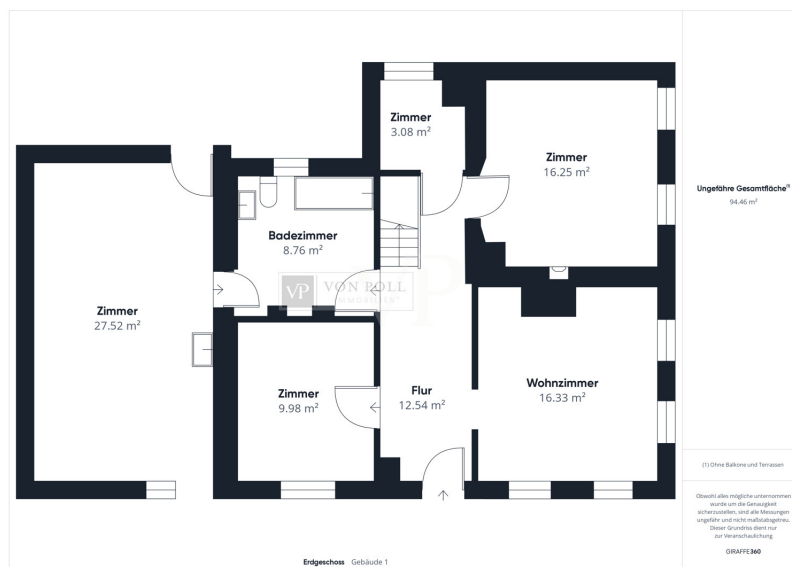 Zimmer
3.08 m²
Zimmer
16.25 m²
Ungefähre Gesamtfläche⁽¹⁾
94.46 m²
Badezimmer
8.76 m²
VP VON POLL
IMMOBILIEN®
Zimmer
27.52 m²
Zimmer
9.98 m²
Flur
12.54 m²
Wohnzimmer
16.33 m²
(1) Ohne Balkone und Terrassen
Obwohl alles mögliche unternommen
wurde um die Genauigkeit
sicherzustellen, sind alle Messungen
ungefähr und nicht maßstabsgetreu.
Dieser Grundriss dient nur
zur Veranschaulichung
GIRAFFE360
Erdgeschoss Gebäude 1